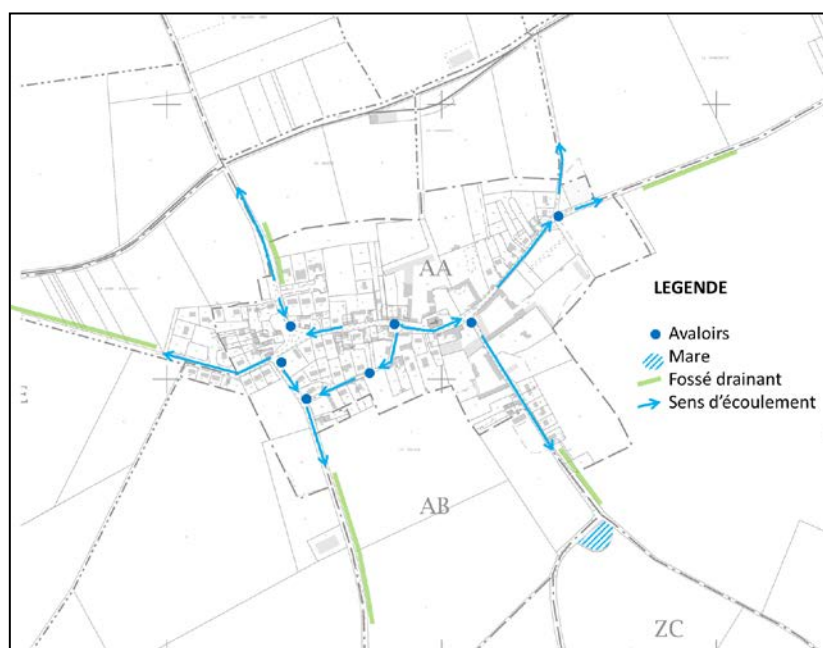 AA
LEGENDE
Avaloirs
Mare
Fossé drainant
Sens d'écoulement
AB
ZC